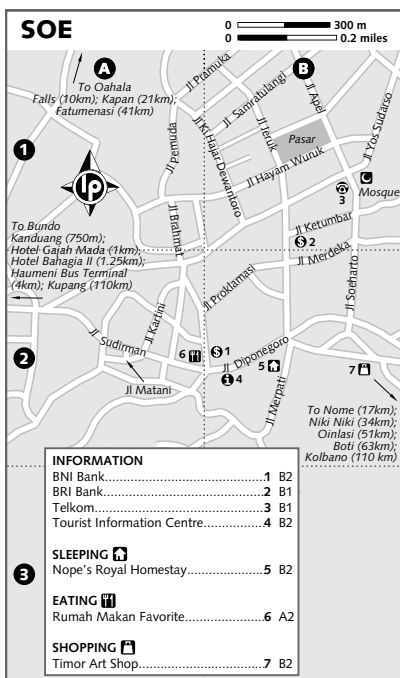 SOE
0 300 m
0 0.2 miles
A
B
To Oahala
Falls (10km); Kapan (21km);
Fatumenasi (41km)
Jl Pramuka
Jl Samratulangi
Jl Apel
Jl Ki Hajar Dewantoro
Jl Jeruk
Pasar
Jl Yos Sudarso
Jl Pemuda
1
lp
Jl Hayam Wuruk
3
Mosque
Jl Brahmat
Jl Ketumbar
2
To Bundo
Kanduang (750m);
Hotel Gajah Mada (1km);
Hotel Bahagia II (1.25km);
Haumeni Bus Terminal
(4km); Kupang (110km)
Jl Merdeka
Jl Proklamasi
Jl Soeharto
Jl Kartini
Jl Sudirman
2
6
$ 1
Jl Diponegoro
5
4
7
Jl Matani
Jl Merpati
To Nome (17km);
Niki Niki (34km);
Oinlasi (51km);
Boti (63km);
Kolbano (110 km)
INFORMATION
BNI Bank 1 B2
BRI Bank 2 B1
Telkom 3 B1
Tourist Information Centre 4 B2
SLEEPING
Nope's Royal Homestay 5 B2
3
EATING
Rumah Makan Favorite 6 A2
SHOPPING
Timor Art Shop 7 B2